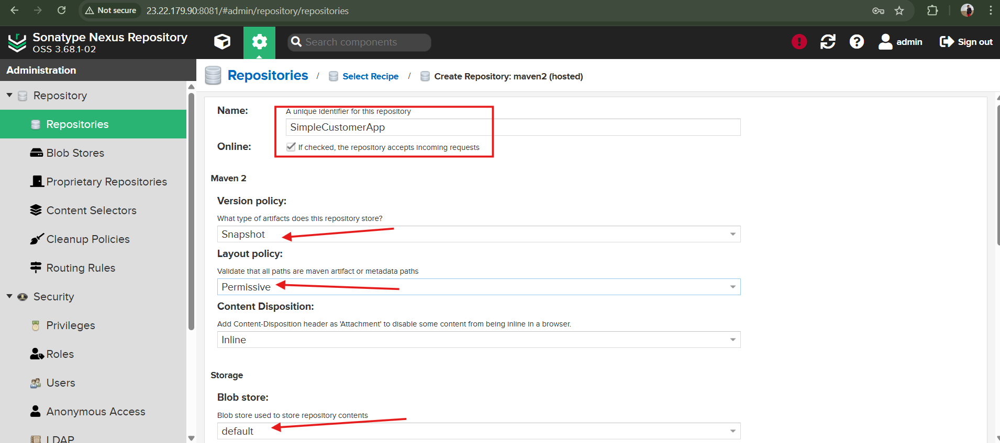 Not secure
23.22.179.90:8081/#admin/repository/repositories
Sonatype Nexus Repository
OSS 3.68.1-02
Search components
admin
Sign out
Administration
Repositories / Select Recipe / Create Repository: maven2 (hosted)
Repository
Repositories
Blob Stores
Proprietary Repositories
Content Selectors
Cleanup Policies
Routing Rules
Security
Privileges
Roles
Users
Anonymous Access
LDAP
Name:
A unique identifier for this repository
SimpleCustomerApp
Online:
If checked, the repository accepts incoming requests
Maven 2
Version policy:
What type of artifacts does this repository store?
Snapshot
Layout policy:
Validate that all paths are maven artifact or metadata paths
Permissive
Content Disposition:
Add Content-Disposition header as 'Attachment' to disable some content from being inline in a browser.
Inline
Storage
Blob store:
Blob store used to store repository contents
default